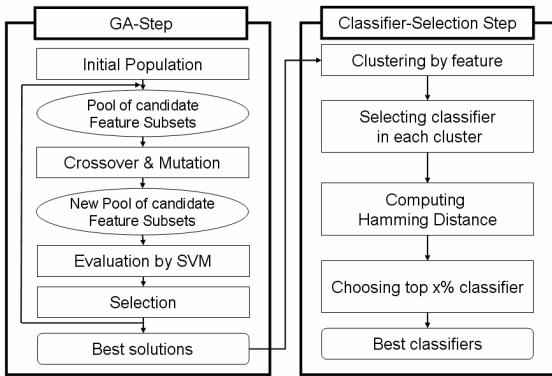 GA-Step
Initial Population
Pool of candidate
Feature Subsets
Crossover & Mutation
New Pool of candidate
Feature Subsets
Evaluation by SVM
Selection
Best solutions
Classifier-Selection Step
Clustering by feature
Selecting classifier
in each cluster
Computing
Hamming Distance
Choosing top x% classifier
Best classifiers